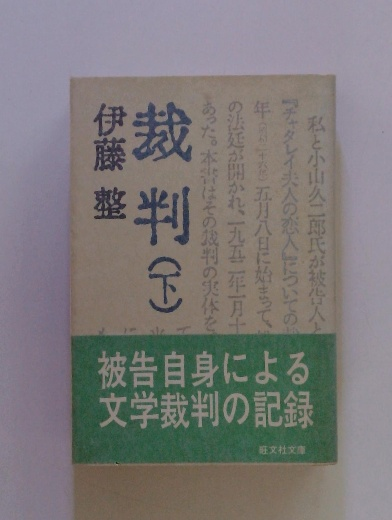 私と小山久二郎氏が被告人と
『チャタレイ夫人の恋人』についての
年
五月八日に始まって、
の法廷が開かれ、一九五二年一月十
あった。本書はその裁判の実体を
裁判(下)
伊藤 整
被告自身による
文学裁判の記録
旺文社文庫